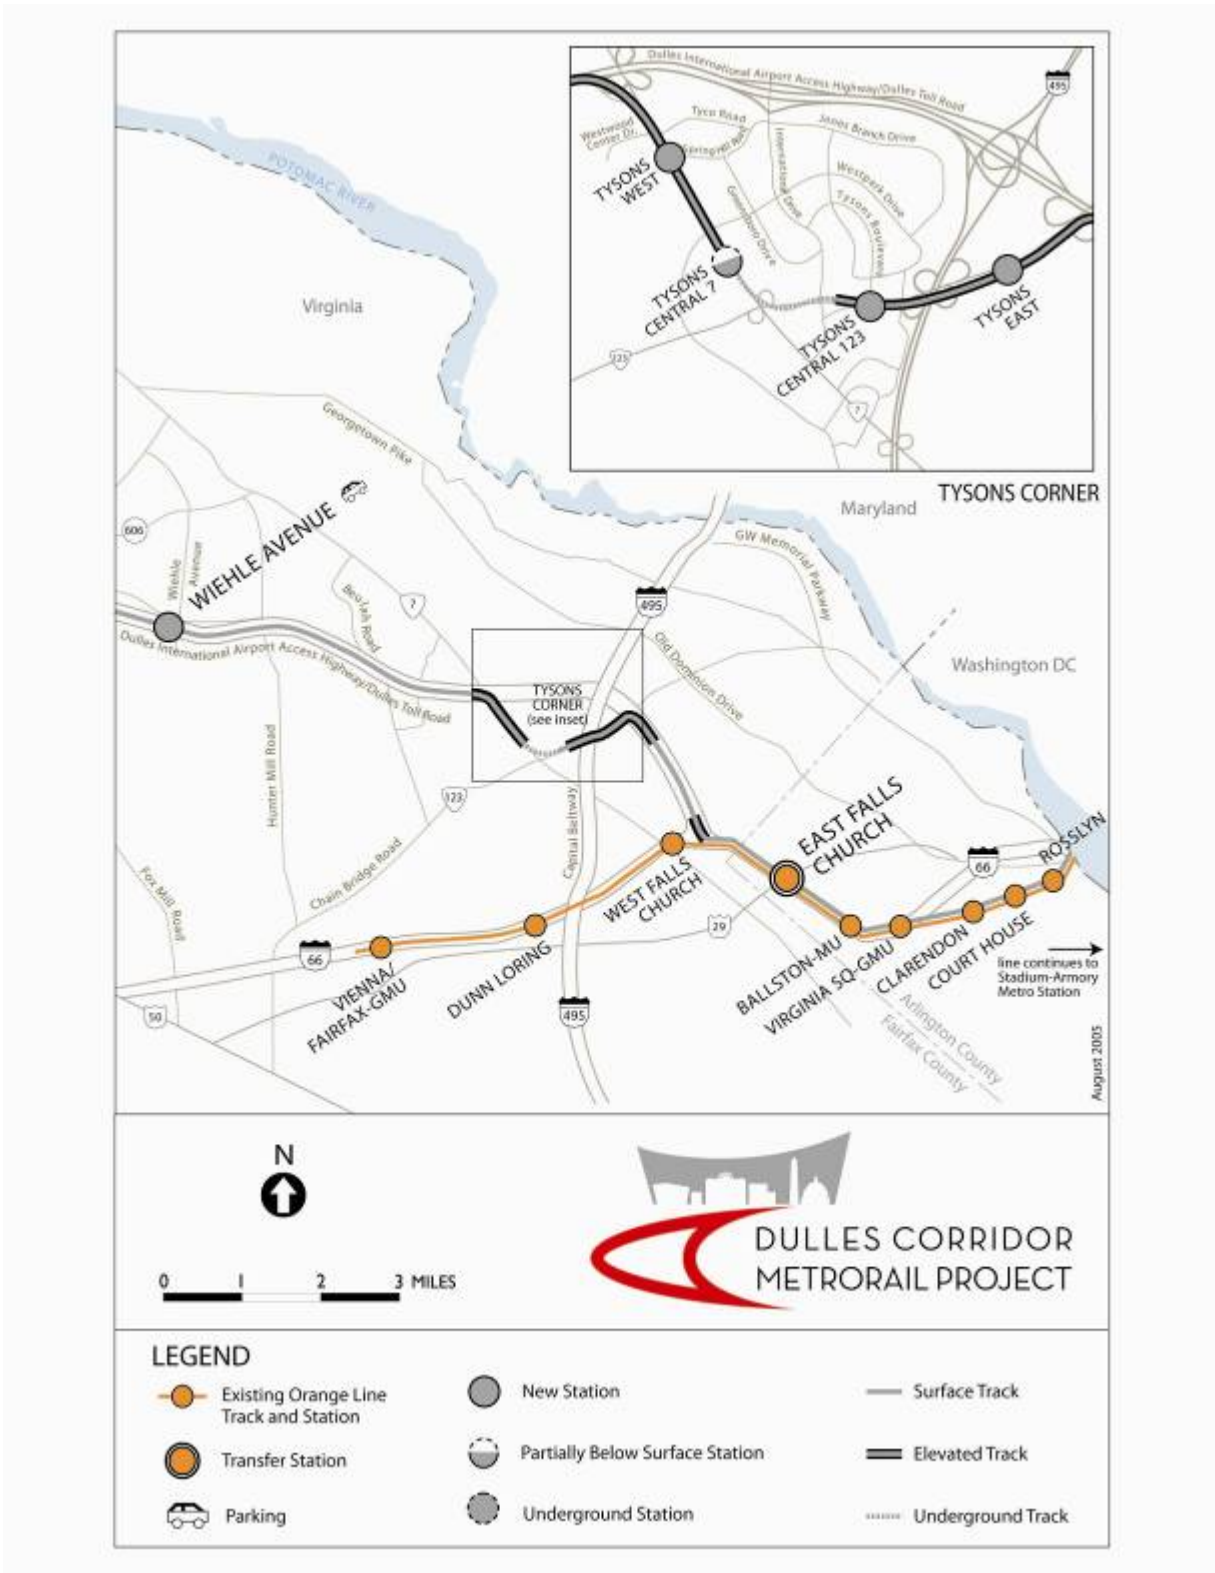 Dulles International Airport Access Highway/Dulles Toll Road
495
Tyco Road
Jones Branch Drive
Westwood
Center Dr.
Spring Hill Road
International Drive
Westpark Drive
Tysons Boulevard
Greensboro Drive
TYSONS
WEST
TYSONS
CENTRAL 7
TYSONS
CENTRAL 123
TYSONS
EAST
123
7
TYSONS CORNER
POTOMAC RIVER
Virginia
Georgetown Pike
Maryland
GW Memorial Parkway
606
Wiehle
Avenue
WIEHLE AVENUE
Beulah Road
7
495
Old Dominion Drive
Washington DC
Dulles International Airport Access Highway/Dulles Toll Road
TYSONS
CORNER
(see inset)
Hunter Mill Road
123
Capital Beltway
EAST FALLS
CHURCH
ROSSLYN
66
Fox Mill Road
Chain Bridge Road
WEST FALLS
CHURCH
29
66
VIENNA/
FAIRFAX-GMU
DUNN LORING
BALLSTON-MU
VIRGINIA SQ-GMU
CLARENDON
COURT HOUSE
line continues to
Stadium-Armory
Metro Station
50
495
Arlington County
Fairfax County
August 2005
N
0 1 2 3 MILES
DULLES CORRIDOR
METRORAIL PROJECT
LEGEND
Existing Orange Line
Track and Station
Transfer Station
Parking
New Station
Partially Below Surface Station
Underground Station
Surface Track
Elevated Track
Underground Track